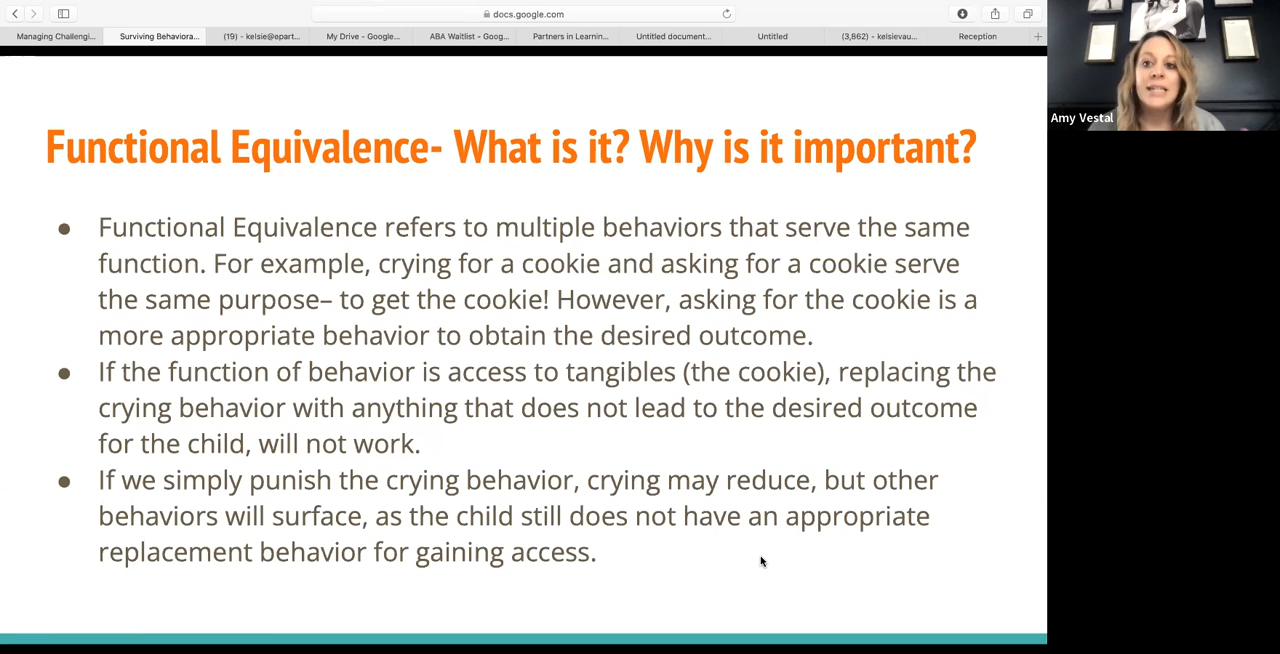 docs.google.com
Managing Challengi...
Surviving Behavora...
(19) - kelsie@epart...
My Drive - Google...
ABA Waitlist - Goog...
Partners in Learnin...
Untitled document...
Untitled
(3,862) - kelsievau...
Reception
Amy Vestal
Functional Equivalence- What is it? Why is it important?
● Functional Equivalence refers to multiple behaviors that serve the same
function. For example, crying for a cookie and asking for a cookie serve
the same purpose– to get the cookie! However, asking for the cookie is a
more appropriate behavior to obtain the desired outcome.
● If the function of behavior is access to tangibles (the cookie), replacing the
crying behavior with anything that does not lead to the desired outcome
for the child, will not work.
● If we simply punish the crying behavior, crying may reduce, but other
behaviors will surface, as the child still does not have an appropriate
replacement behavior for gaining access.